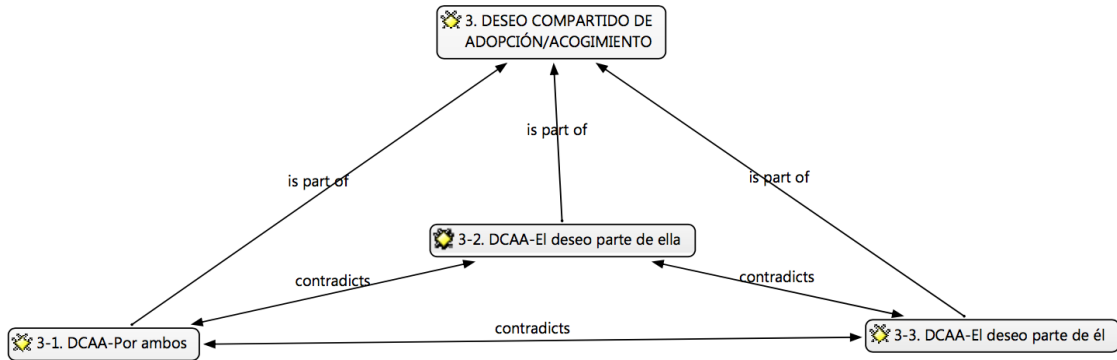 3. DESEO COMPARTIDO DE
ADOPCIÓN/ACOGIMIENTO
is part of
is part of
is part of
3-2. DCAA-El deseo parte de ella
contradicts
contradicts
contradicts
3-1. DCAA-Por ambos
3-3. DCAA-El deseo parte de él